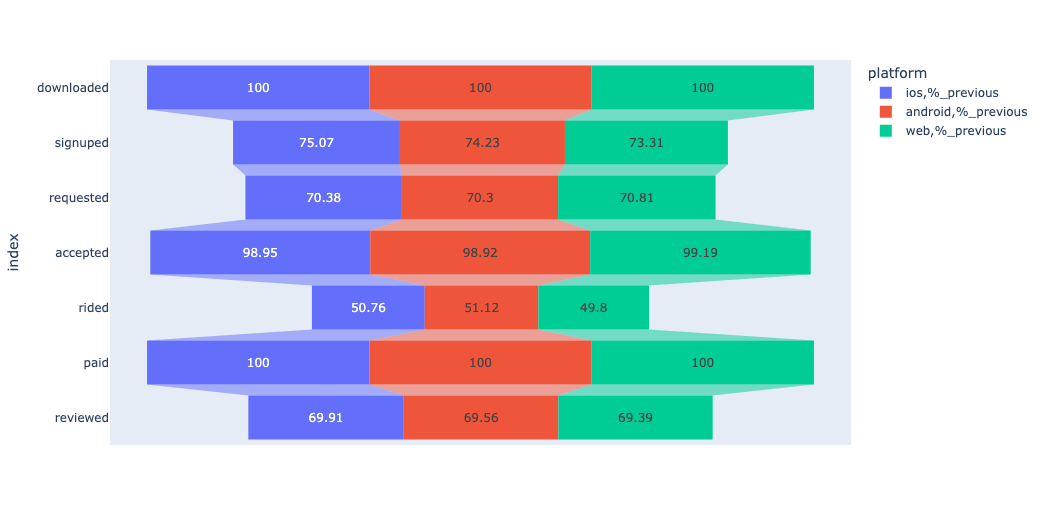 platform
ios,%_previous
android,%_previous
web,%_previous
index
downloaded 100 100 100
signuped 75.07 74.23 73.31
requested 70.38 70.3 70.81
accepted 98.95 98.92 99.19
rided 50.76 51.12 49.8
paid 100 100 100
reviewed 69.91 69.56 69.39